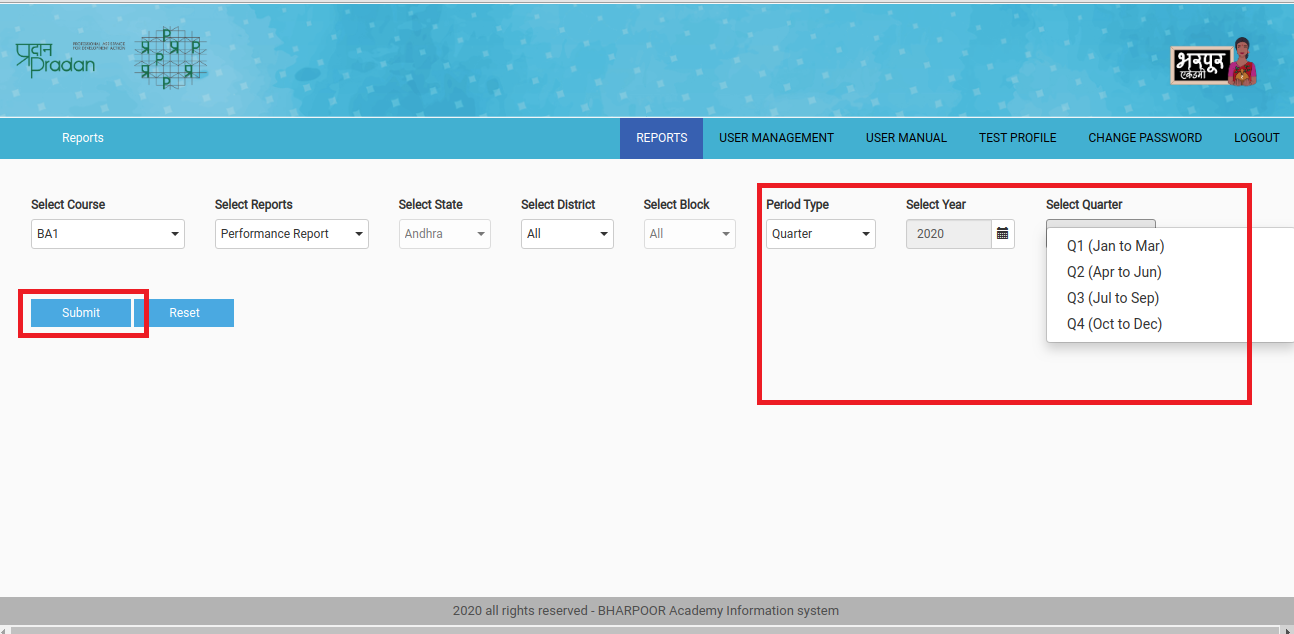 प्रदान
Pradan
PROFESSIONAL ASSISTANCE
FOR DEVELOPMENT ACTION
भरपूर
एकेडमी
Reports
REPORTS USER MANAGEMENT USER MANUAL TEST PROFILE CHANGE PASSWORD LOGOUT
Select Course Select Reports Select State Select District Select Block Period Type Select Year Select Quarter
BA1 Performance Report Andhra All All Quarter 2020
Q1 (Jan to Mar)
Q2 (Apr to Jun)
Q3 (Jul to Sep)
Q4 (Oct to Dec)
Submit Reset
2020 all rights reserved - BHARPOOR Academy Information system